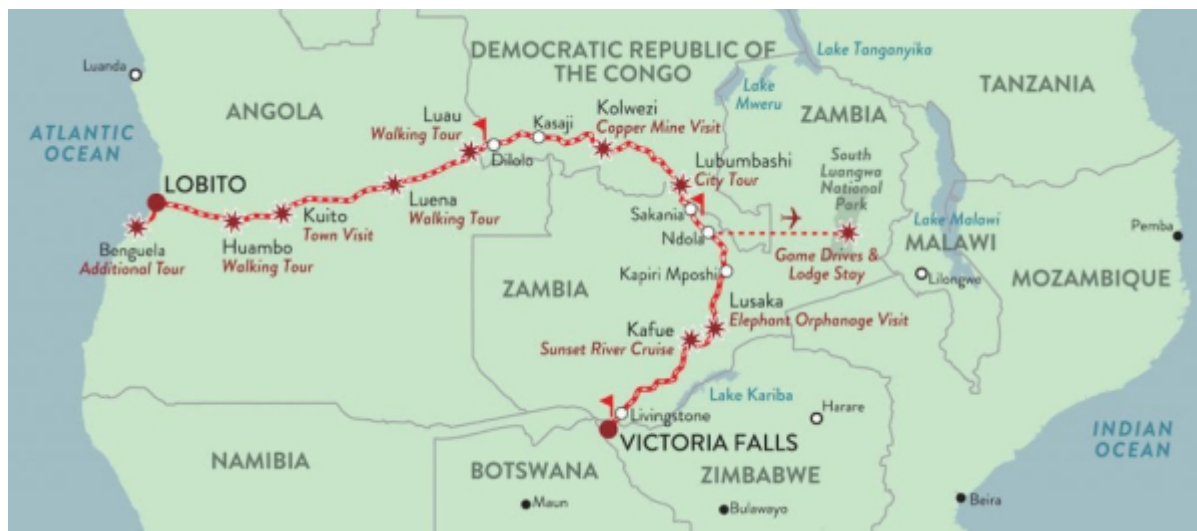 Luanda
ATLANTIC
OCEAN
ANGOLA
LOBITO
Benguela
Additional Tour
Huambo
Walking Tour
Kuito
Town Visit
Luena
Walking Tour
Luau
Walking Tour
Dilolo
Kasaji
DEMOCRATIC REPUBLIC OF
THE CONGO
Kolwezi
Copper Mine Visit
Lubumbashi
City Tour
Sakania
Ndola
Kapiri Mposhi
Lusaka
Elephant Orphanage Visit
Kafue
Sunset River Cruise
Livingstone
VICTORIA FALLS
Lake Tanganyika
Lake
Mweru
TANZANIA
ZAMBIA
South
Luangwa
National
Park
Game Drives &
Lodge Stay
Lake Malawi
MALAWI
Lilongwe
Pemba
MOZAMBIQUE
ZAMBIA
Lake Kariba
Harare
ZIMBABWE
Bulawayo
Beira
INDIAN
OCEAN
NAMIBIA
BOTSWANA
Maun